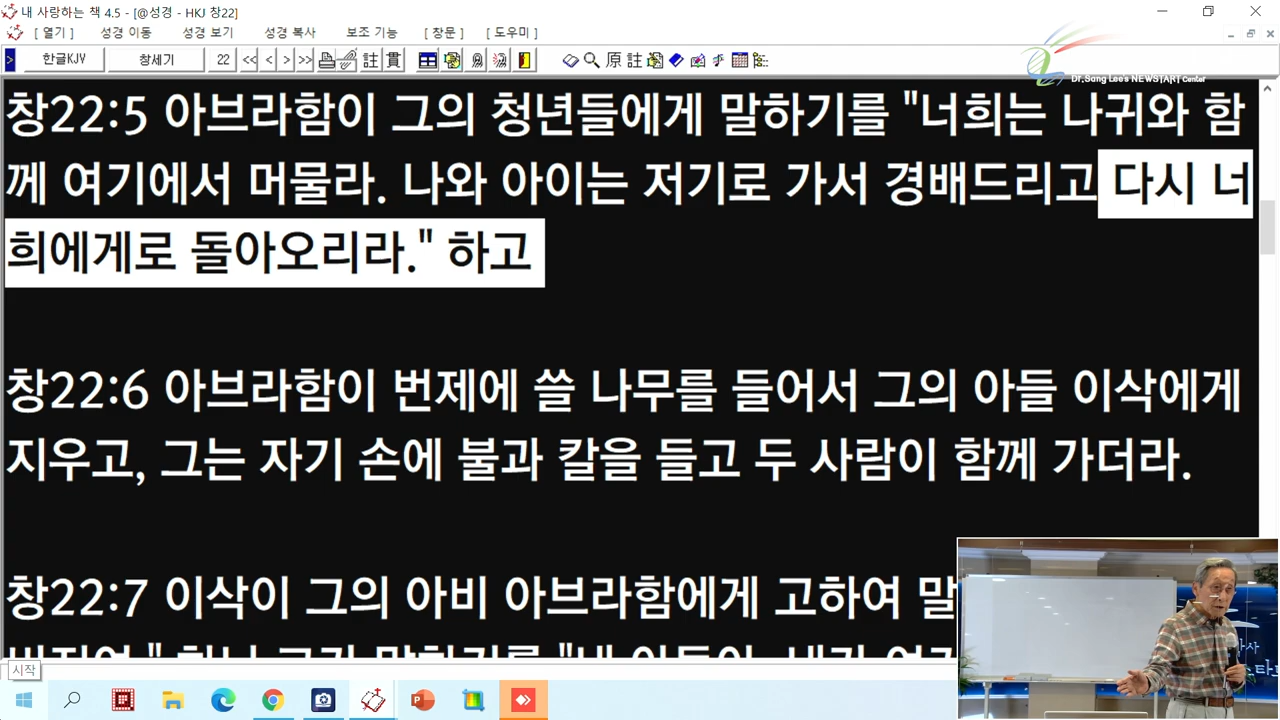 내 사랑하는 책 4.5 - [@성경 - HKJ 창22]
[ 열기 ] 성경 이동 성경 보기 성경 복사 보조 기능 [ 창문 ] [ 도우미 ]
한글KJV 창세기 22 << < > >> 註 貫 原 註
Dr.Sang Lee's NEWSTART Center
창22:5 아브라함이 그의 청년들에게 말하기를 "너희는 나귀와 함
께 여기에서 머물라. 나와 아이는 저기로 가서 경배드리고 다시 너
희에게로 돌아오리라." 하고
창22:6 아브라함이 번제에 쓸 나무를 들어서 그의 아들 이삭에게
지우고, 그는 자기 손에 불과 칼을 들고 두 사람이 함께 가더라.
창22:7 이삭이 그의 아비 아브라함에게 고하여 말
시작